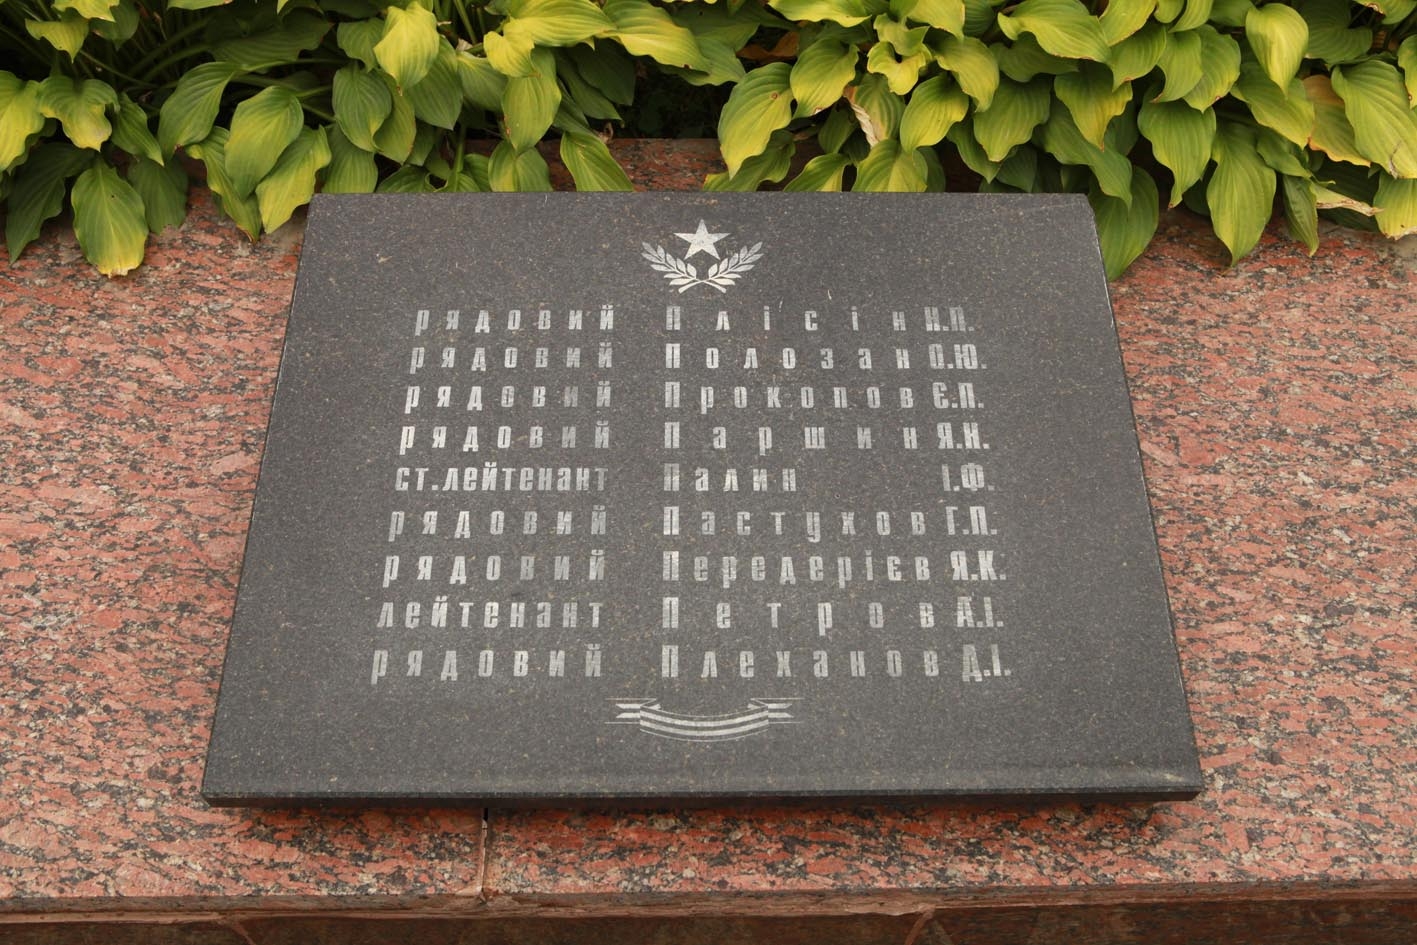 рядовий Плісін Н.П.
рядовий Полозан О.Ю.
рядовий Прокопов Є.П.
рядовий Паршин Я.Н.
ст.лейтенант Палин І.Ф.
рядовий Пастухов Г.П.
рядовий Передерієв Я.К.
лейтенант Петров А.І.
рядовий Плеханов Д.І.